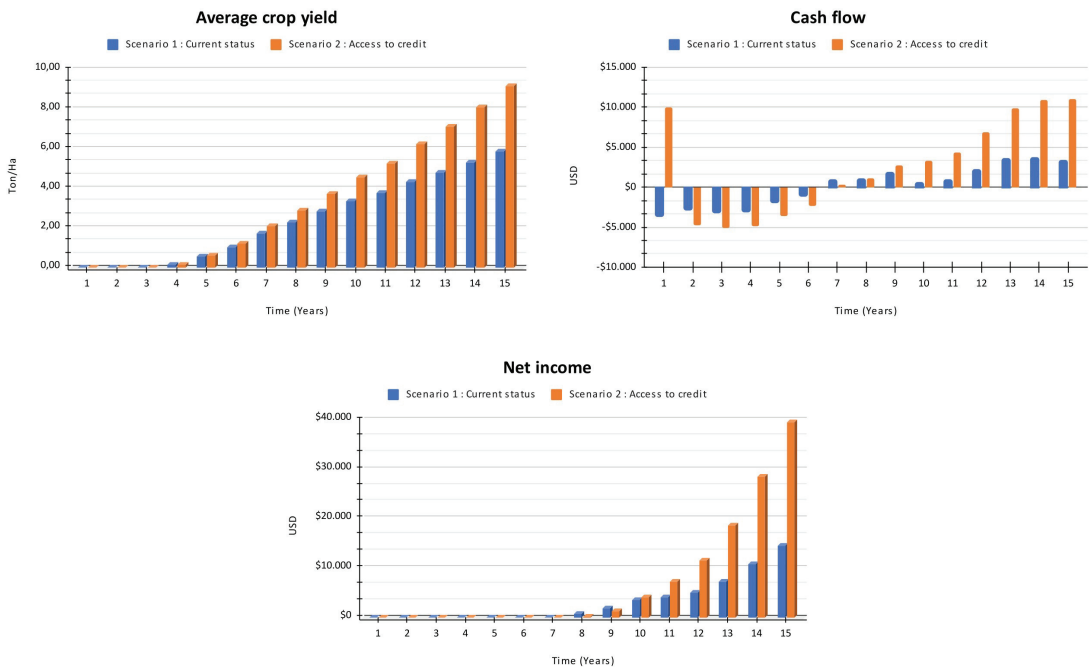 Average crop yield
Scenario 1 : Current status Scenario 2 : Access to credit
10,00
8,00
6,00
4,00
2,00
0,00
Ton/Ha
1 2 3 4 5 6 7 8 9 10 11 12 13 14 15
Time (Years)
Cash flow
Scenario 1 : Current status Scenario 2 : Access to credit
$15.000
$10.000
$5.000
$0
-$5.000
-$10.000
USD
1 2 3 4 5 6 7 8 9 10 11 12 13 14 15
Time (Years)
Net income
Scenario 1 : Current status Scenario 2 : Access to credit
$40.000
$30.000
$20.000
$10.000
$0
USD
1 2 3 4 5 6 7 8 9 10 11 12 13 14 15
Time (Years)